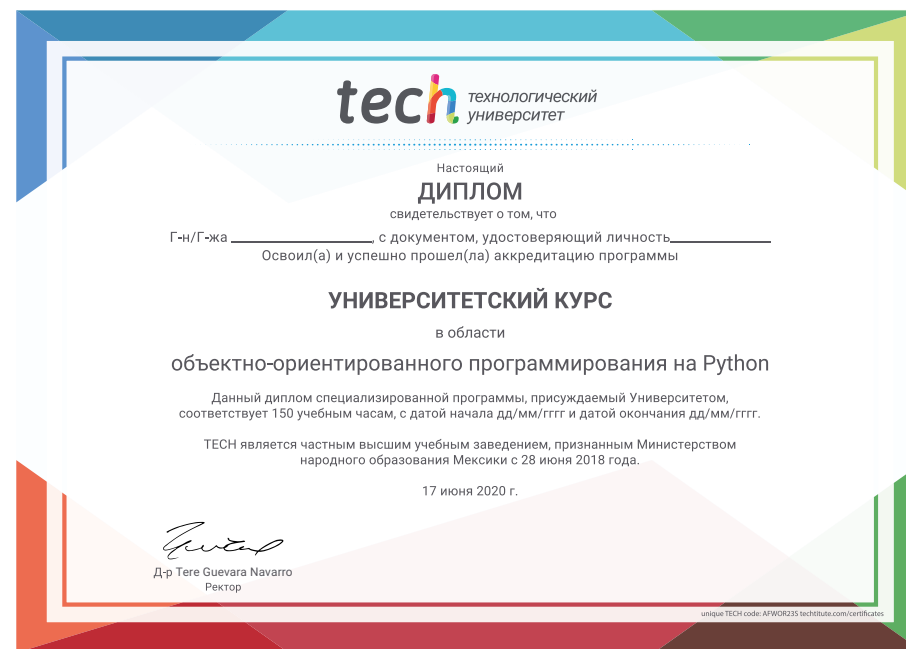 tech технологический
университет
Настоящий
ДИПЛОМ
свидетельствует о том, что
Г-н/Г-жа ____________, с документом, удостоверяющий личность____________
Освоил(а) и успешно прошел(ла) аккредитацию программы
УНИВЕРСИТЕТСКИЙ КУРС
в области
объектно-ориентированного программирования на Python
Данный диплом специализированной программы, присуждаемый Университетом,
соответствует 150 учебным часам, с датой начала дд/мм/гггг и датой окончания дд/мм/гггг.
TECH является частным высшим учебным заведением, признанным Министерством
народного образования Мексики с 28 июня 2018 года.
17 июня 2020 г.
Д-р Tere Guevara Navarro
Ректор
unique TECH code: AFWOR23S techtitute.com/certificates